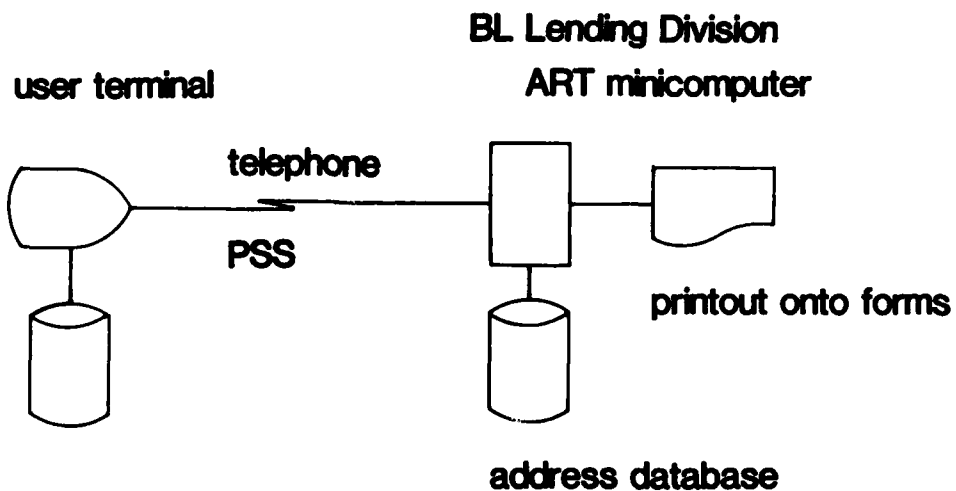 BL Lending Division
user terminal
ART minicomputer
telephone
PSS
printout onto forms
address database